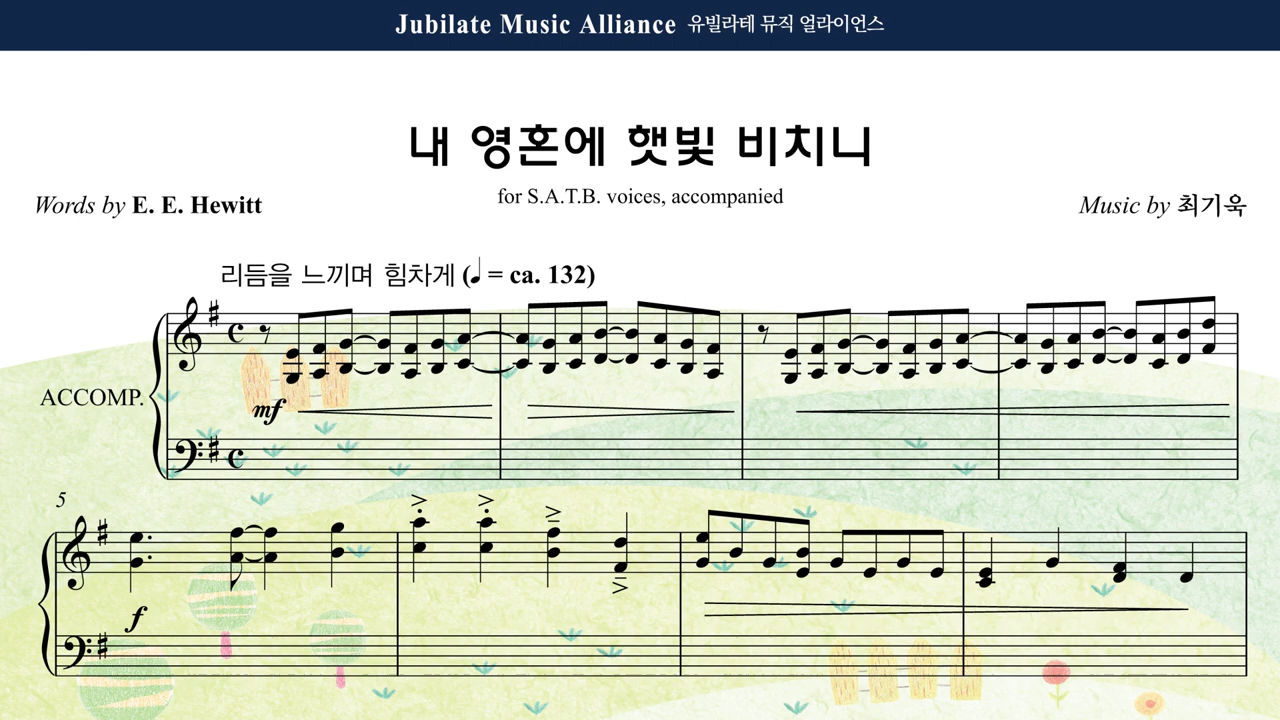 Jubilate Music Alliance 유빌라테 뮤직 얼라이언스
내 영혼에 햇빛 비치니
for S.A.T.B. voices, accompanied
Words by E. E. Hewitt
Music by 최기욱
리듬을 느끼며 힘차게 (♩ = ca. 132)
ACCOMP.
mf
5
f